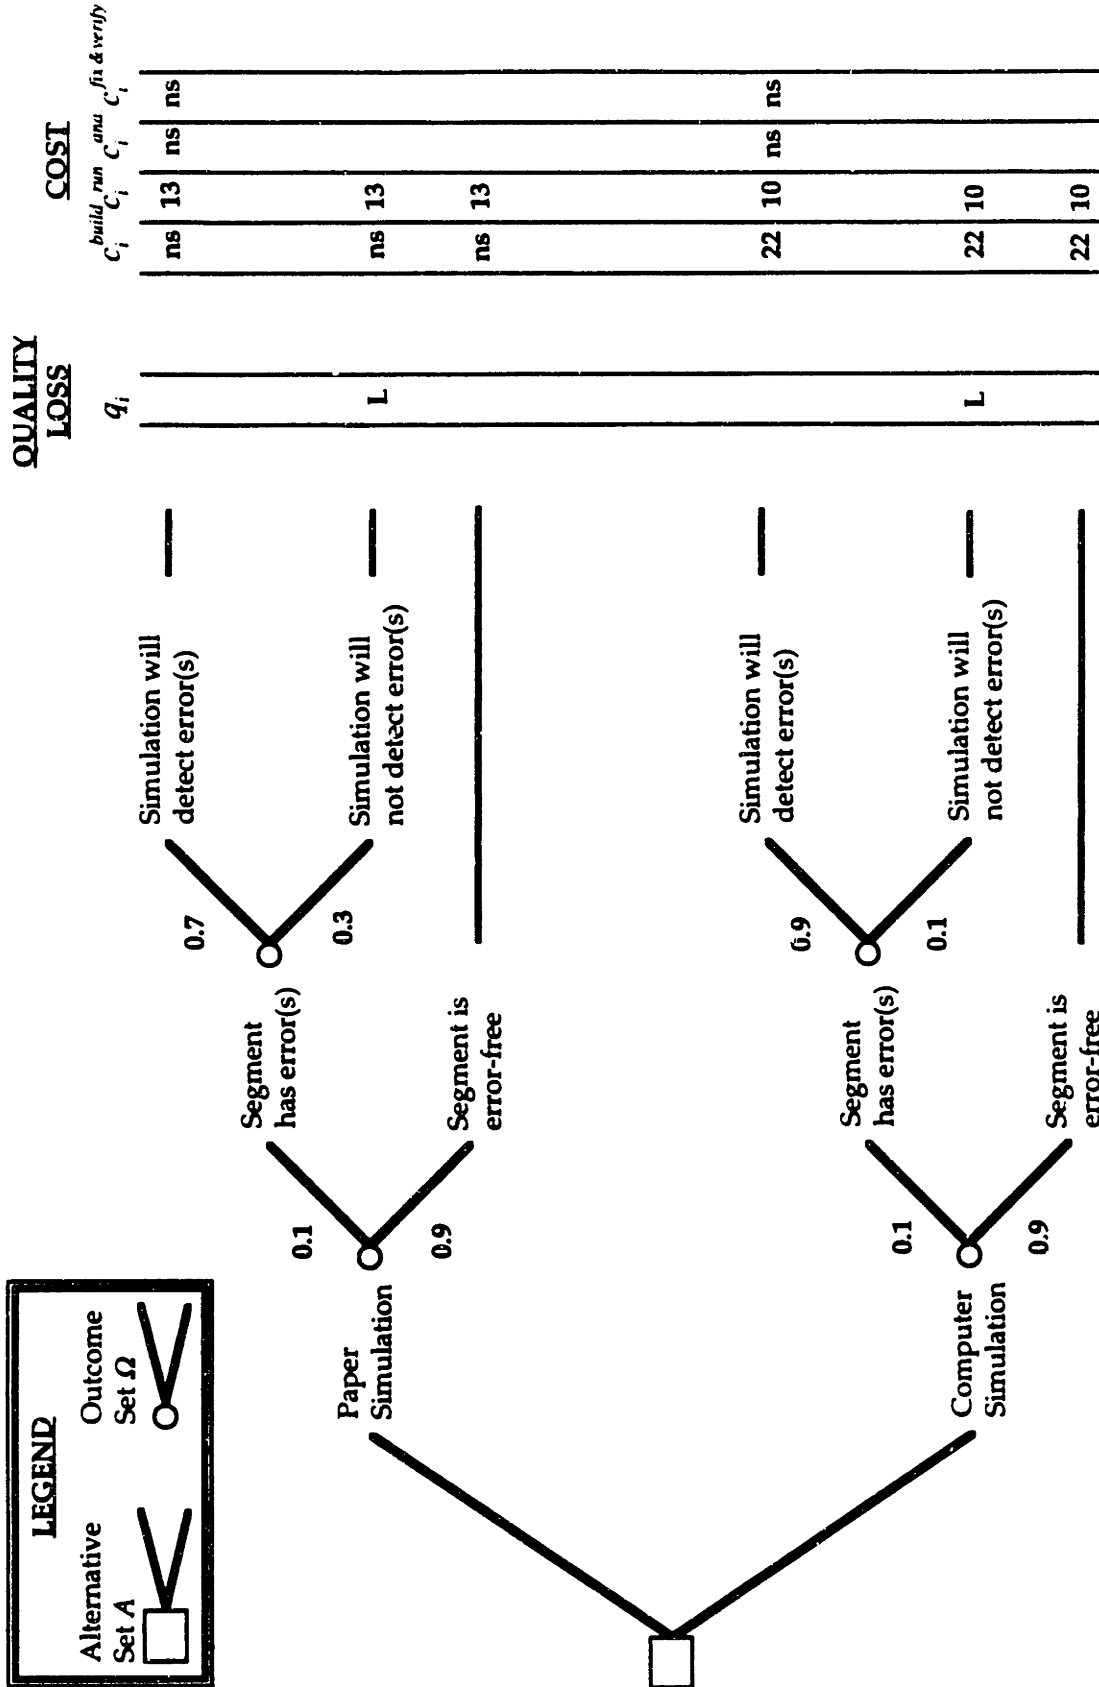 LEGEND
Alternative
Set A
Outcome
Set Ω
QUALITY
LOSS
q_i
COST
C_i^build
C_i^run
C_i^ana
C_i^fix & verify
Paper
Simulation
0.1
Segment
has error(s)
0.9
Segment is
error-free
0.7
Simulation will
detect error(s)
0.3
Simulation will
not detect error(s)
ns 13 ns ns
L ns 13
ns 13
Computer
Simulation
0.1
Segment
has error(s)
0.9
Segment is
error-free
0.9
Simulation will
detect error(s)
0.1
Simulation will
not detect error(s)
22 10 ns ns
L 22 10
22 10